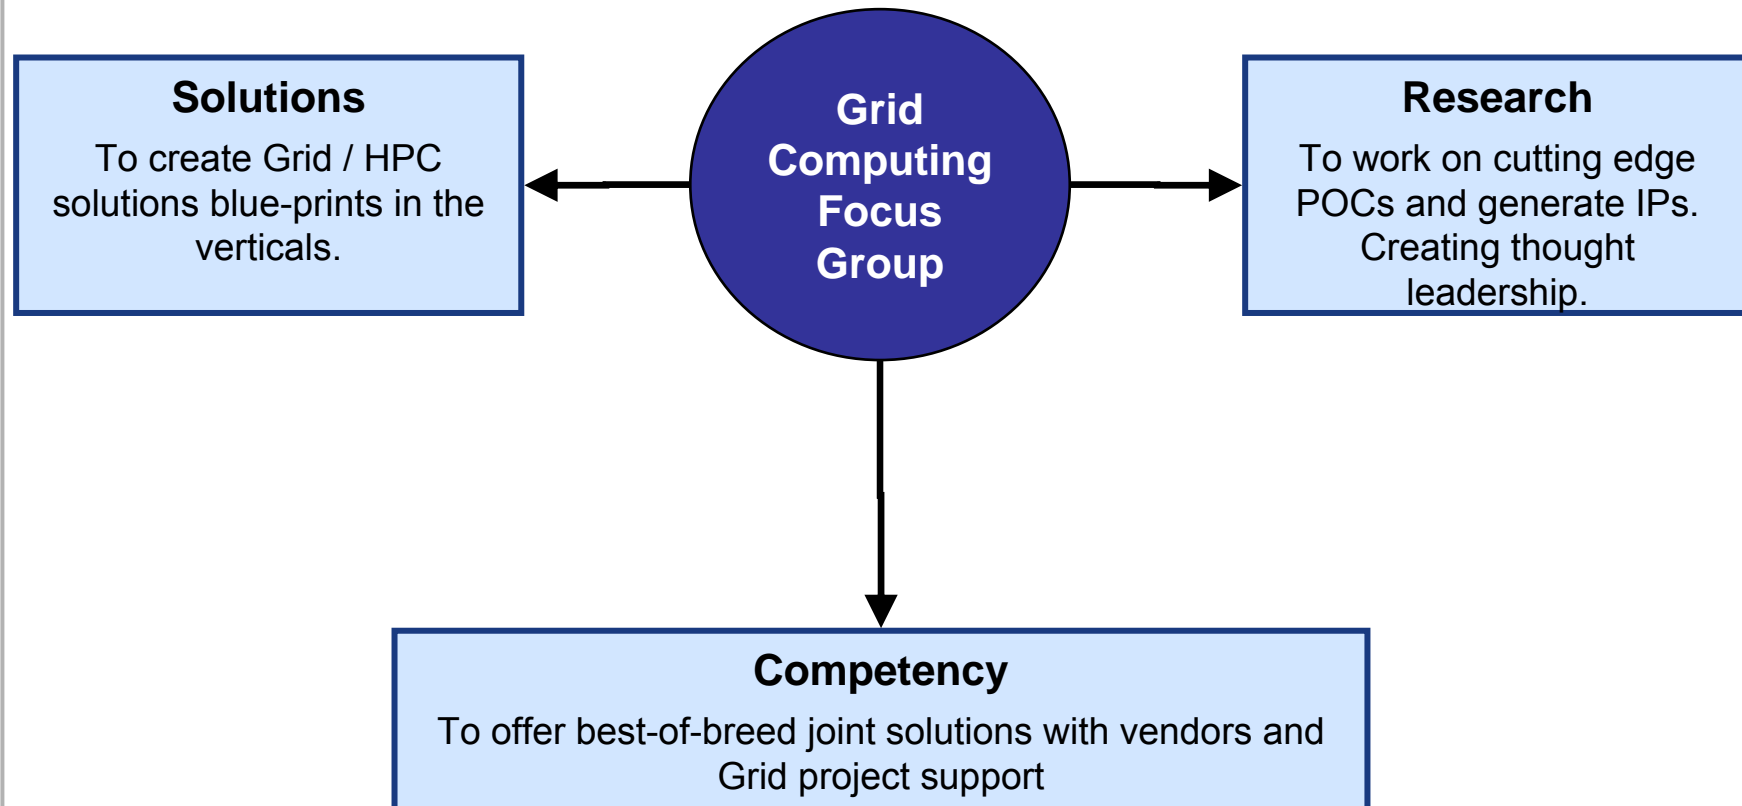 Solutions
To create Grid / HPC
solutions blue-prints in the
verticals.
Grid
Computing
Focus
Group
Research
To work on cutting edge
POCs and generate IPs.
Creating thought
leadership.
Competency
To offer best-of-breed joint solutions with vendors and
Grid project support